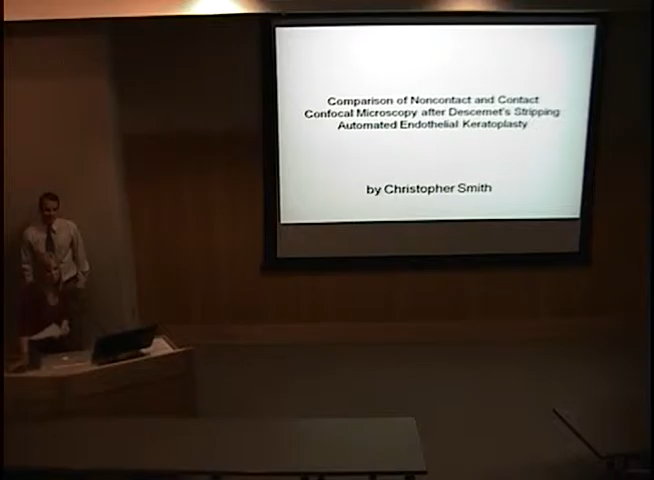 Comparison of Noncontact and Contact
Confocal Microscopy after Descemet's Stripping
Automated Endothelial Keratoplasty
by Christopher Smith